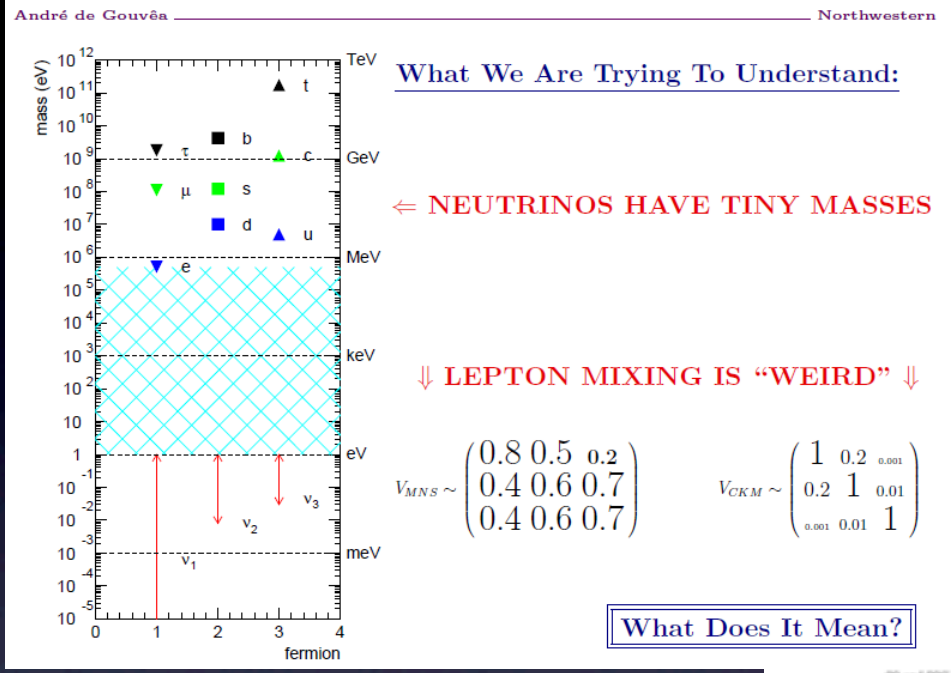 André de Gouvêa Northwestern
What We Are Trying To Understand:
⇐ NEUTRINOS HAVE TINY MASSES
⇓ LEPTON MIXING IS “WEIRD” ⇓
V_MNS ~ ( 0.8 0.5 0.2
0.4 0.6 0.7
0.4 0.6 0.7 )
V_CKM ~ ( 1 0.2 0.001
0.2 1 0.01
0.001 0.01 1 )
What Does It Mean?
mass (eV)
10^12 TeV
10^11 t
10^10 τ b
10^9 c GeV
10^8 μ s
10^7 d u
10^6 MeV
e
10^5
10^4
10^3 keV
10^2
10
1 eV
10^-1 ν3
10^-2 ν2
10^-3 meV
ν1
10^-4
10^-5
0 1 2 3 4
fermion